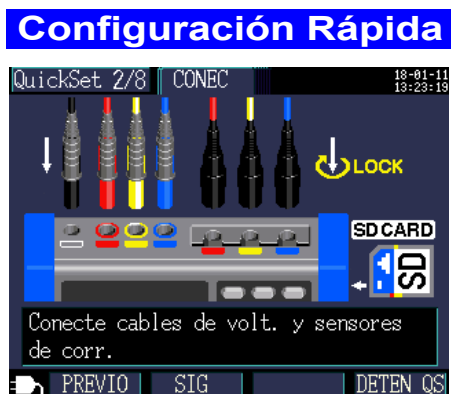 Configuración Rápida
QuickSet 2/8 CONEC 18-01-11
13:23:19
LOCK
SD CARD
SD
Conecte cables de volt. y sensores
de corr.
PREVIO SIG DETEN QS